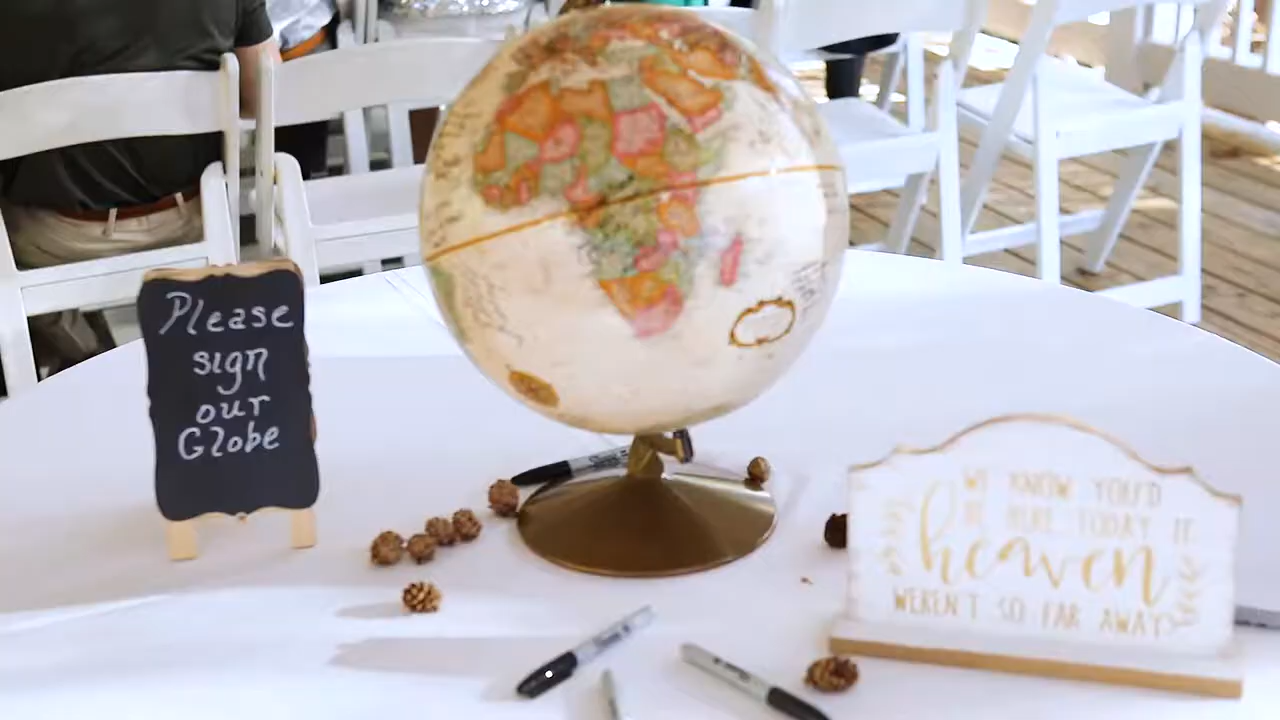 Please
sign
our
Globe
WE KNOW YOU'D
BE HERE TODAY IF
heaven
WEREN'T SO FAR AWAY